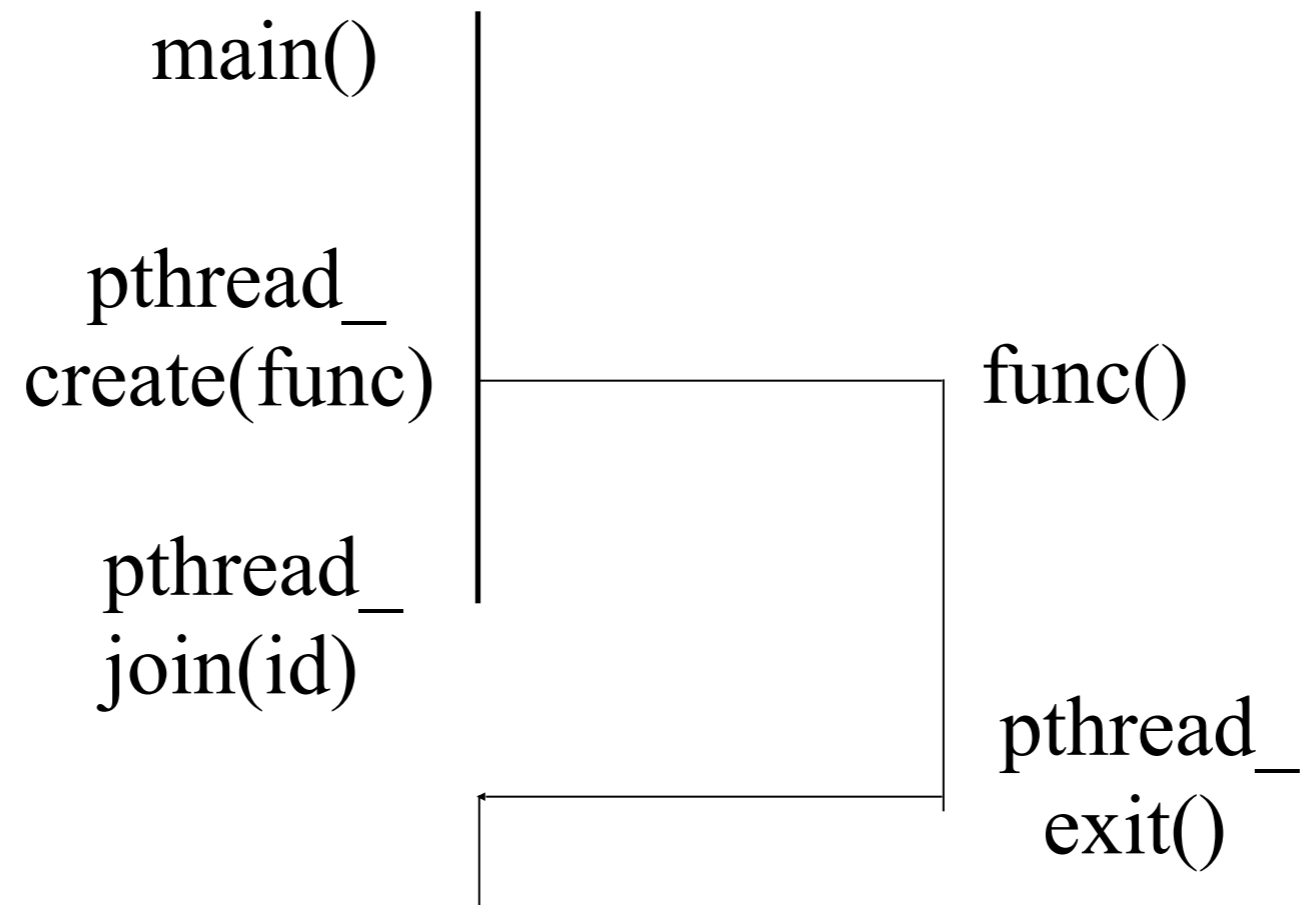 main()
pthread_
create(func)
func()
pthread_
join(id)
pthread_
exit()